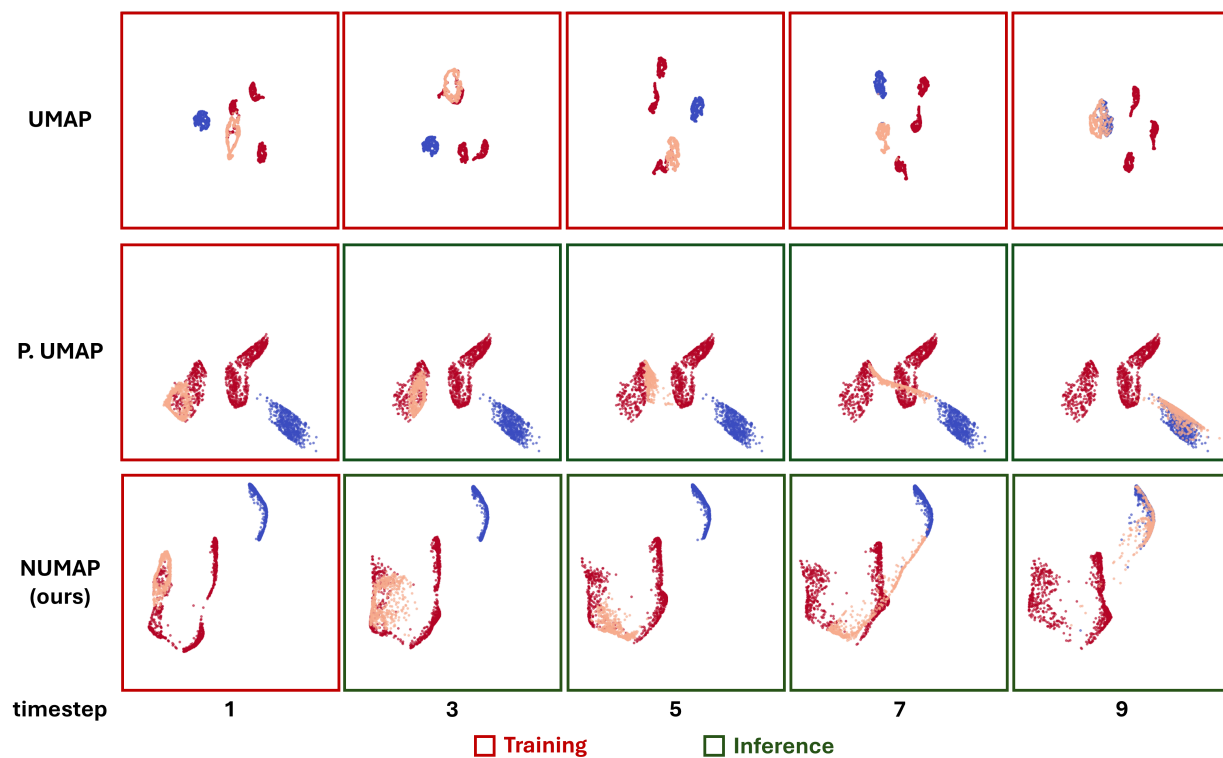 UMAP
P. UMAP
NUMAP
(ours)
timestep 1 3 5 7 9
Training Inference